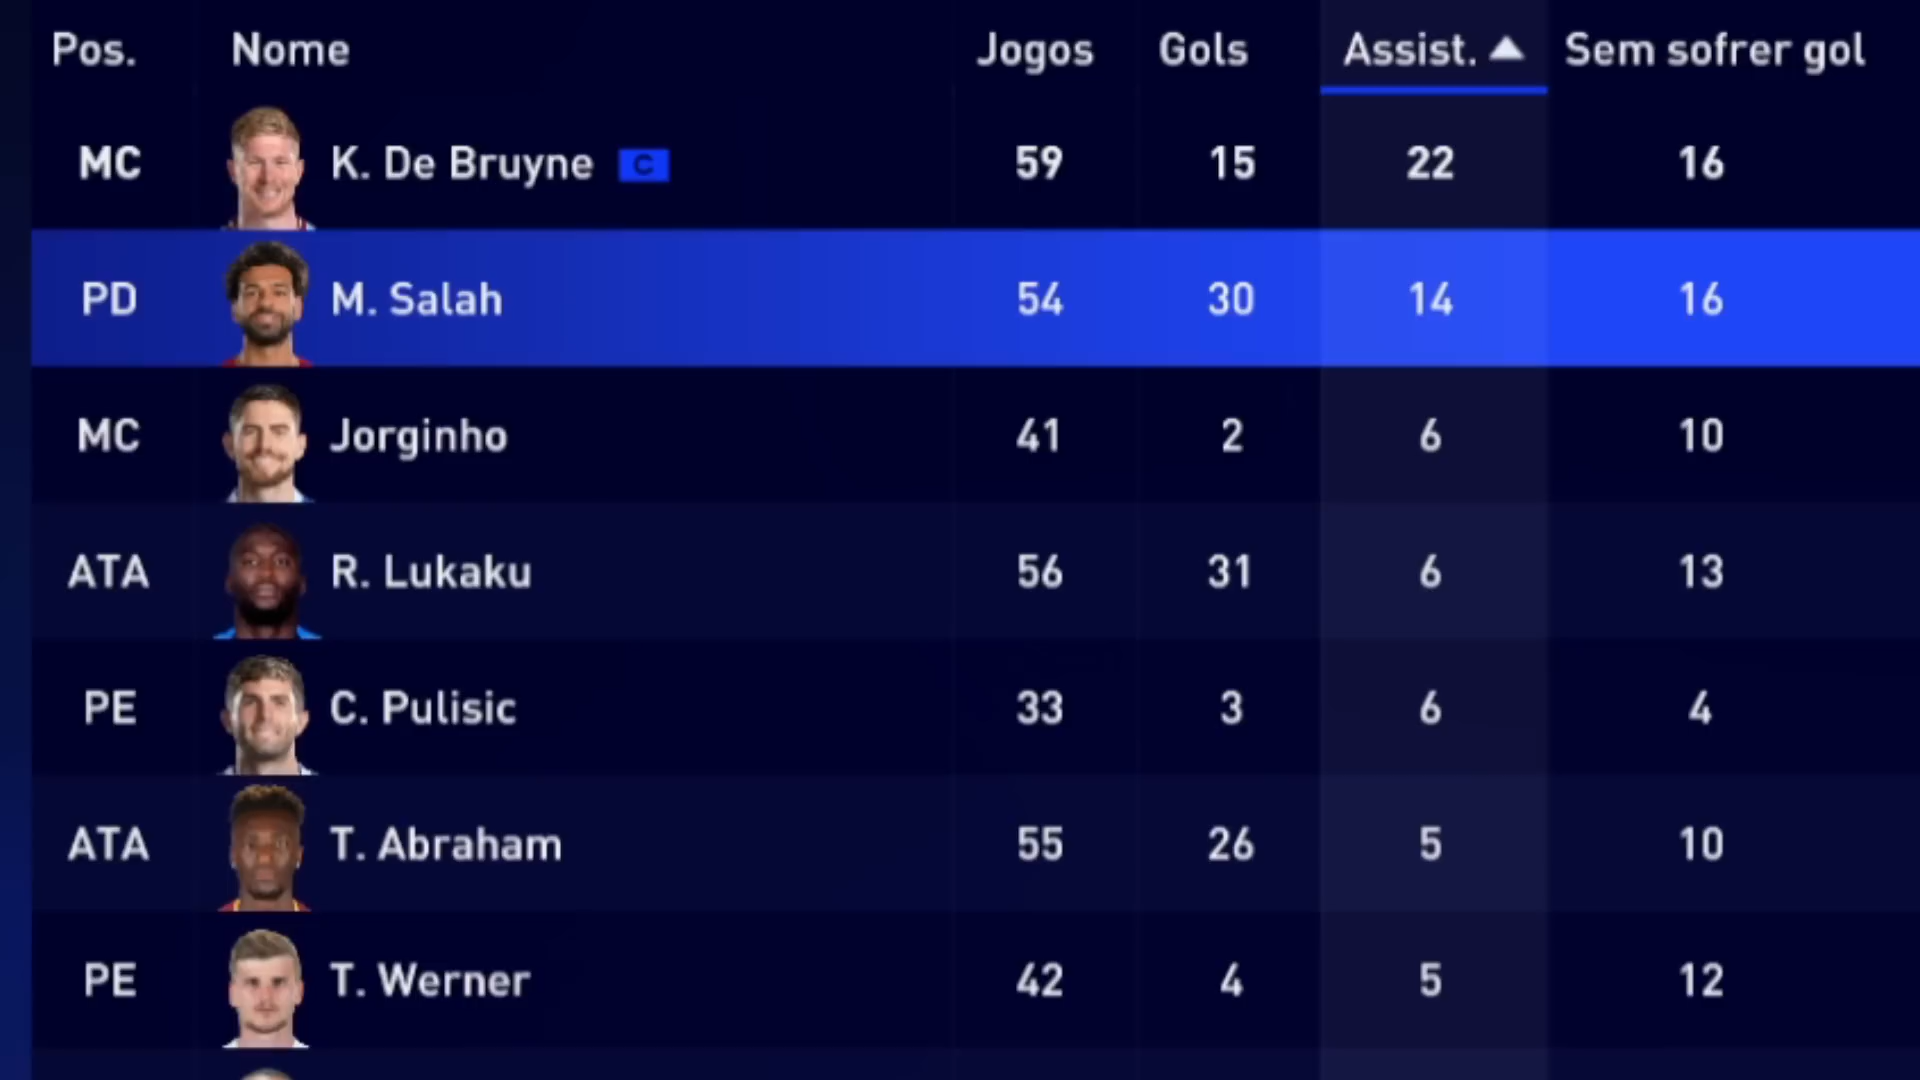 Pos. Nome Jogos Gols Assist. ▲ Sem sofrer gol
MC K. De Bruyne C 59 15 22 16
PD M. Salah 54 30 14 16
MC Jorginho 41 2 6 10
ATA R. Lukaku 56 31 6 13
PE C. Pulisic 33 3 6 4
ATA T. Abraham 55 26 5 10
PE T. Werner 42 4 5 12